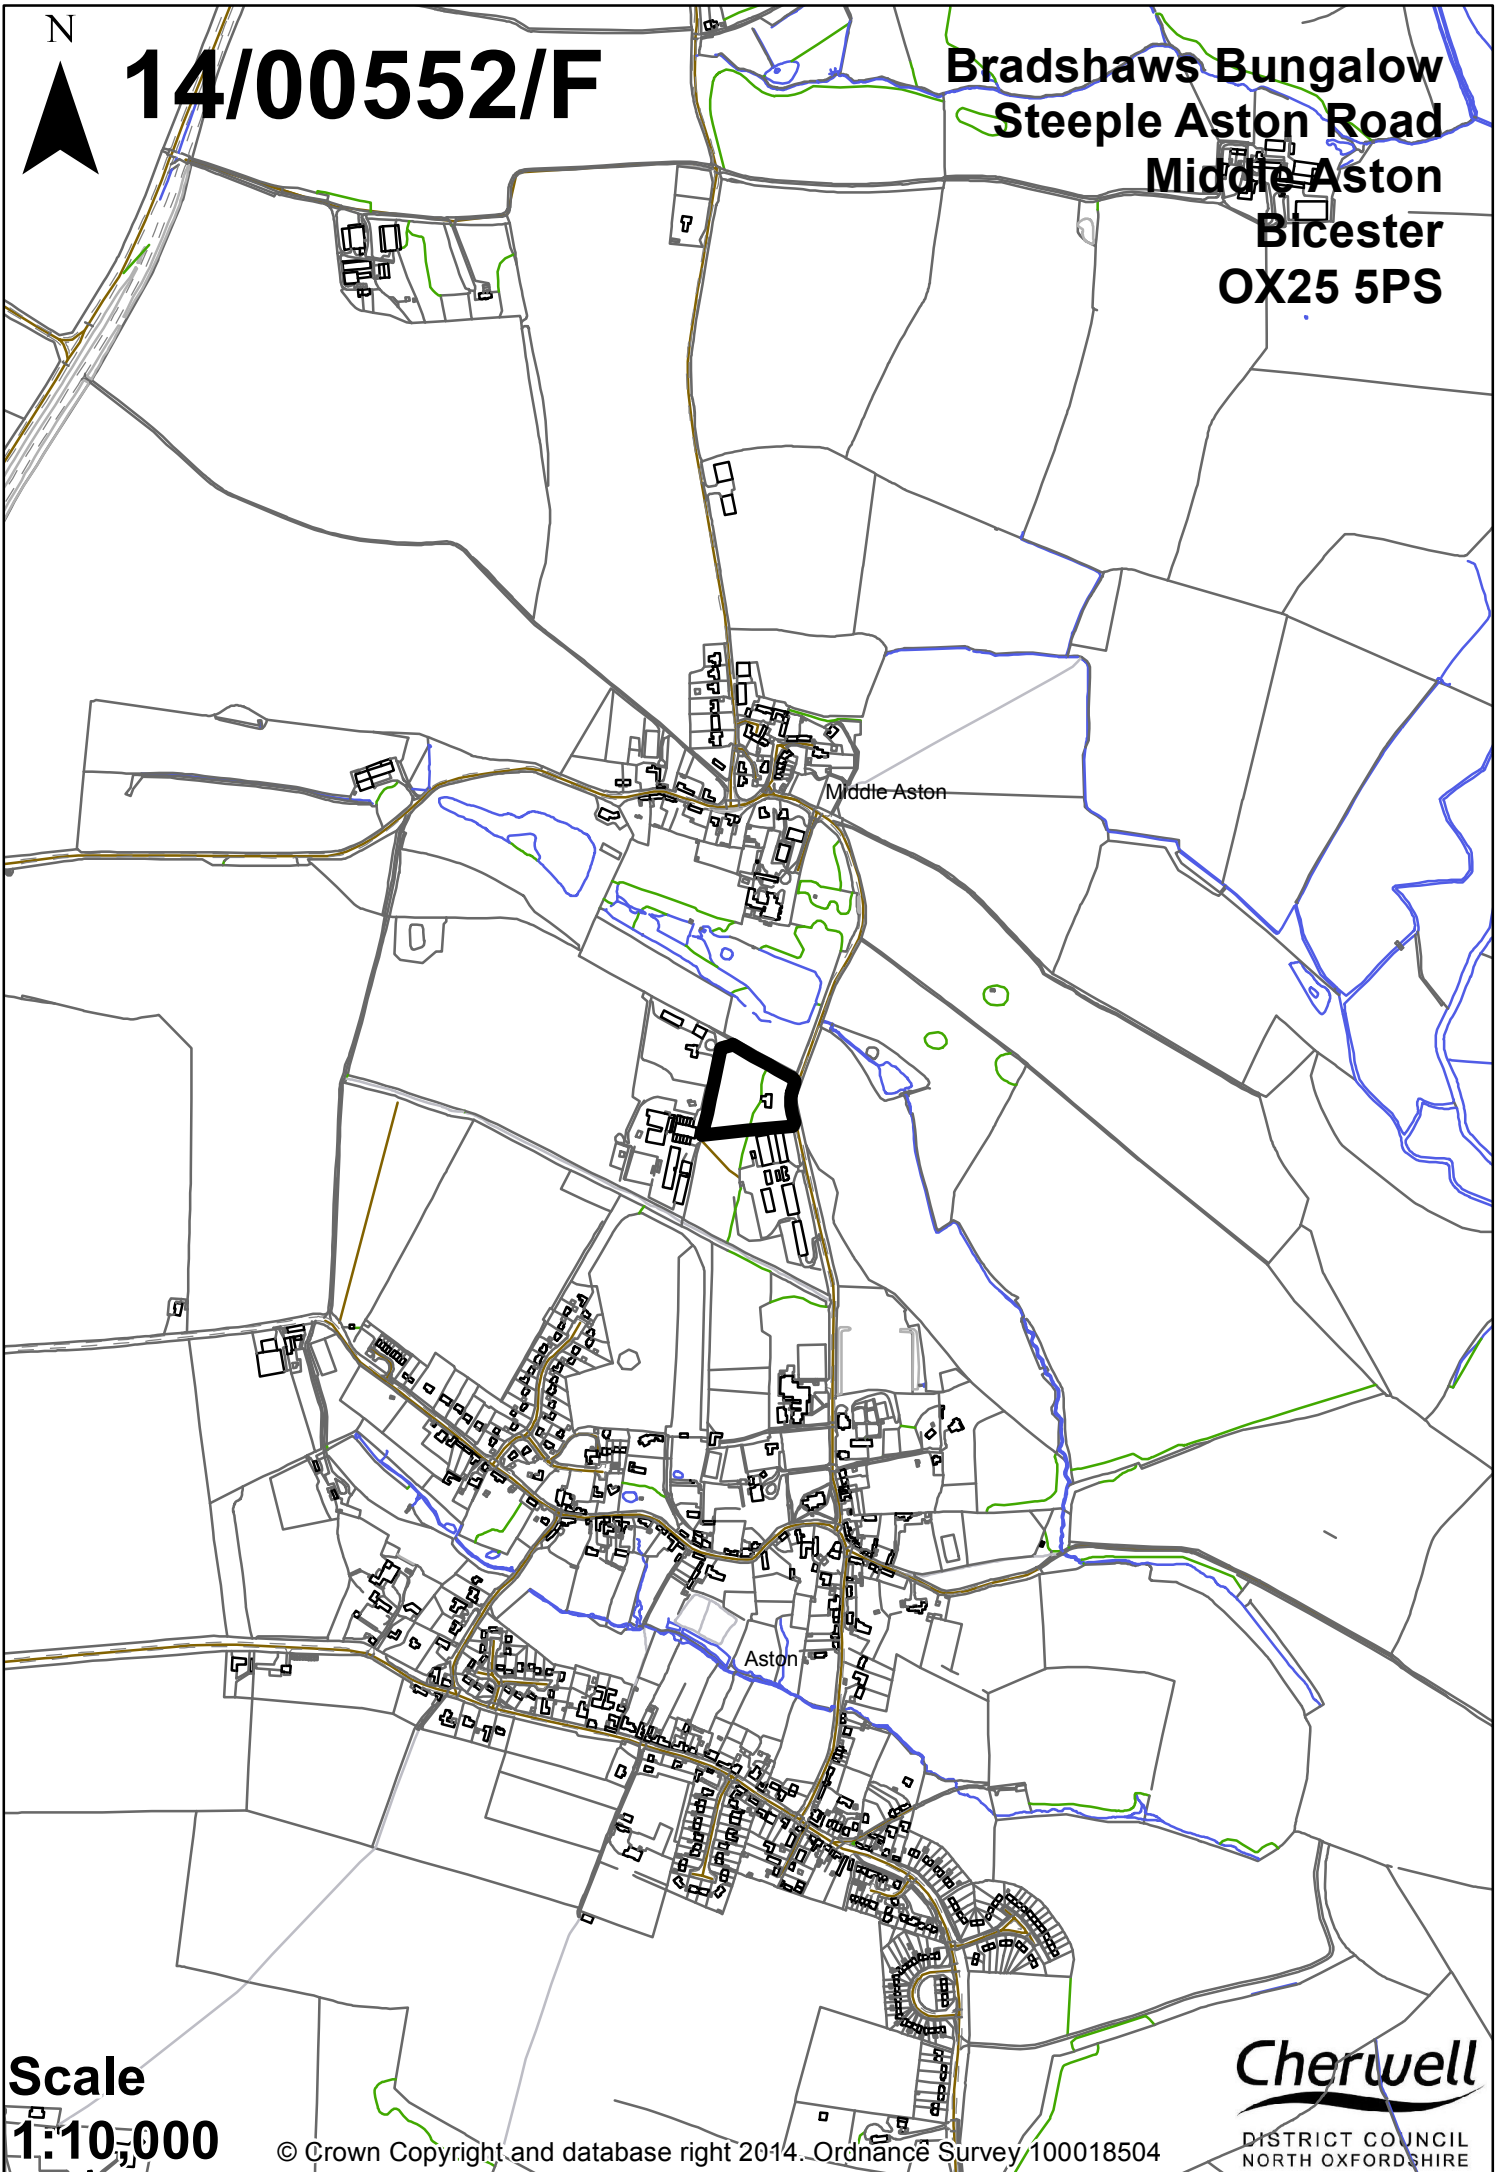 N
14/00552/F
Bradshaws Bungalow
Steeple Aston Road
Middle Aston
Bicester
OX25 5PS
Middle Aston
Aston
Scale
1:10,000
© Crown Copyright and database right 2014. Ordnance Survey 100018504
Cherwell
DISTRICT COUNCIL
NORTH OXFORDSHIRE